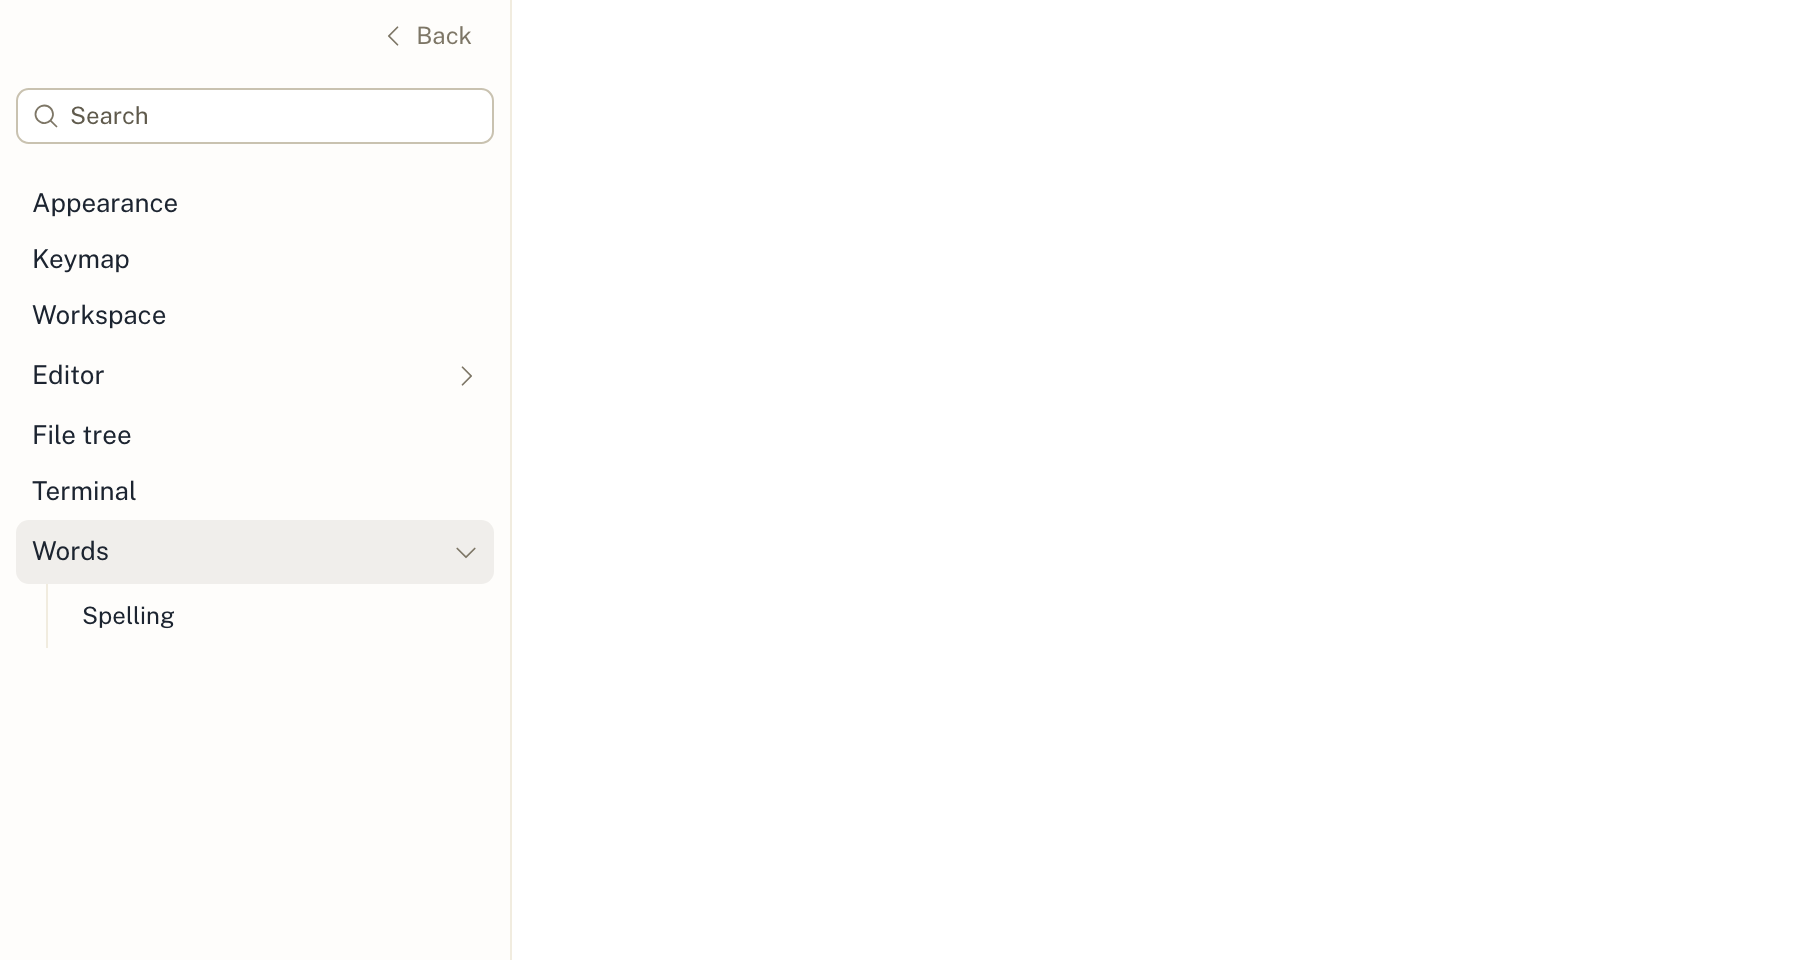 Back
Search
Appearance
Keymap
Workspace
Editor
File tree
Terminal
Words
Spelling